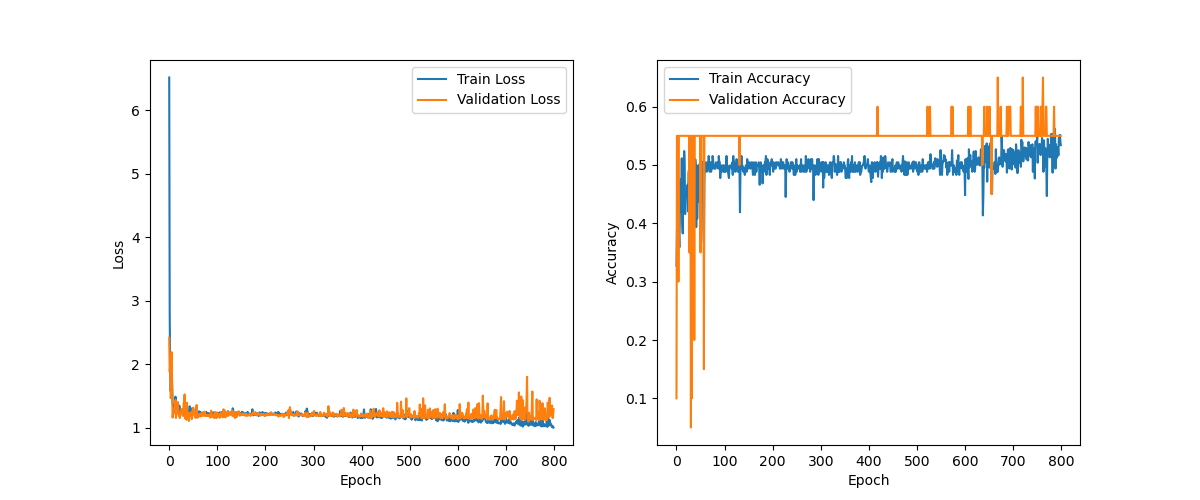 Train Loss
Validation Loss
6
5
4
3
2
1
Loss
0 100 200 300 400 500 600 700 800
Epoch
Train Accuracy
Validation Accuracy
0.6
0.5
0.4
0.3
0.2
0.1
Accuracy
0 100 200 300 400 500 600 700 800
Epoch